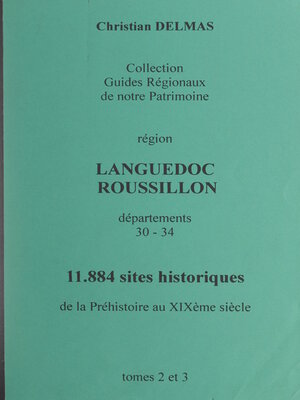 Christian DELMAS
Collection
Guides Régionaux
de notre Patrimoine
région
LANGUEDOC
ROUSSILLON
départements
30 - 34
11.884 sites historiques
de la Préhistoire au XIXème siècle
tomes 2 et 3